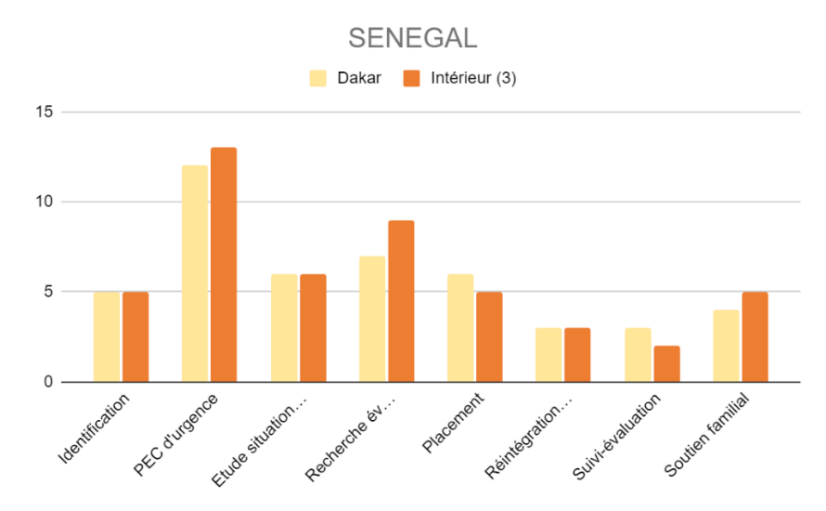 SENEGAL
Dakar Intérieur (3)
15
10
5
0
Identification
PEC d'urgence
Etude situation…
Recherche év…
Placement
Réintégration…
Suivi-évaluation
Soutien familial